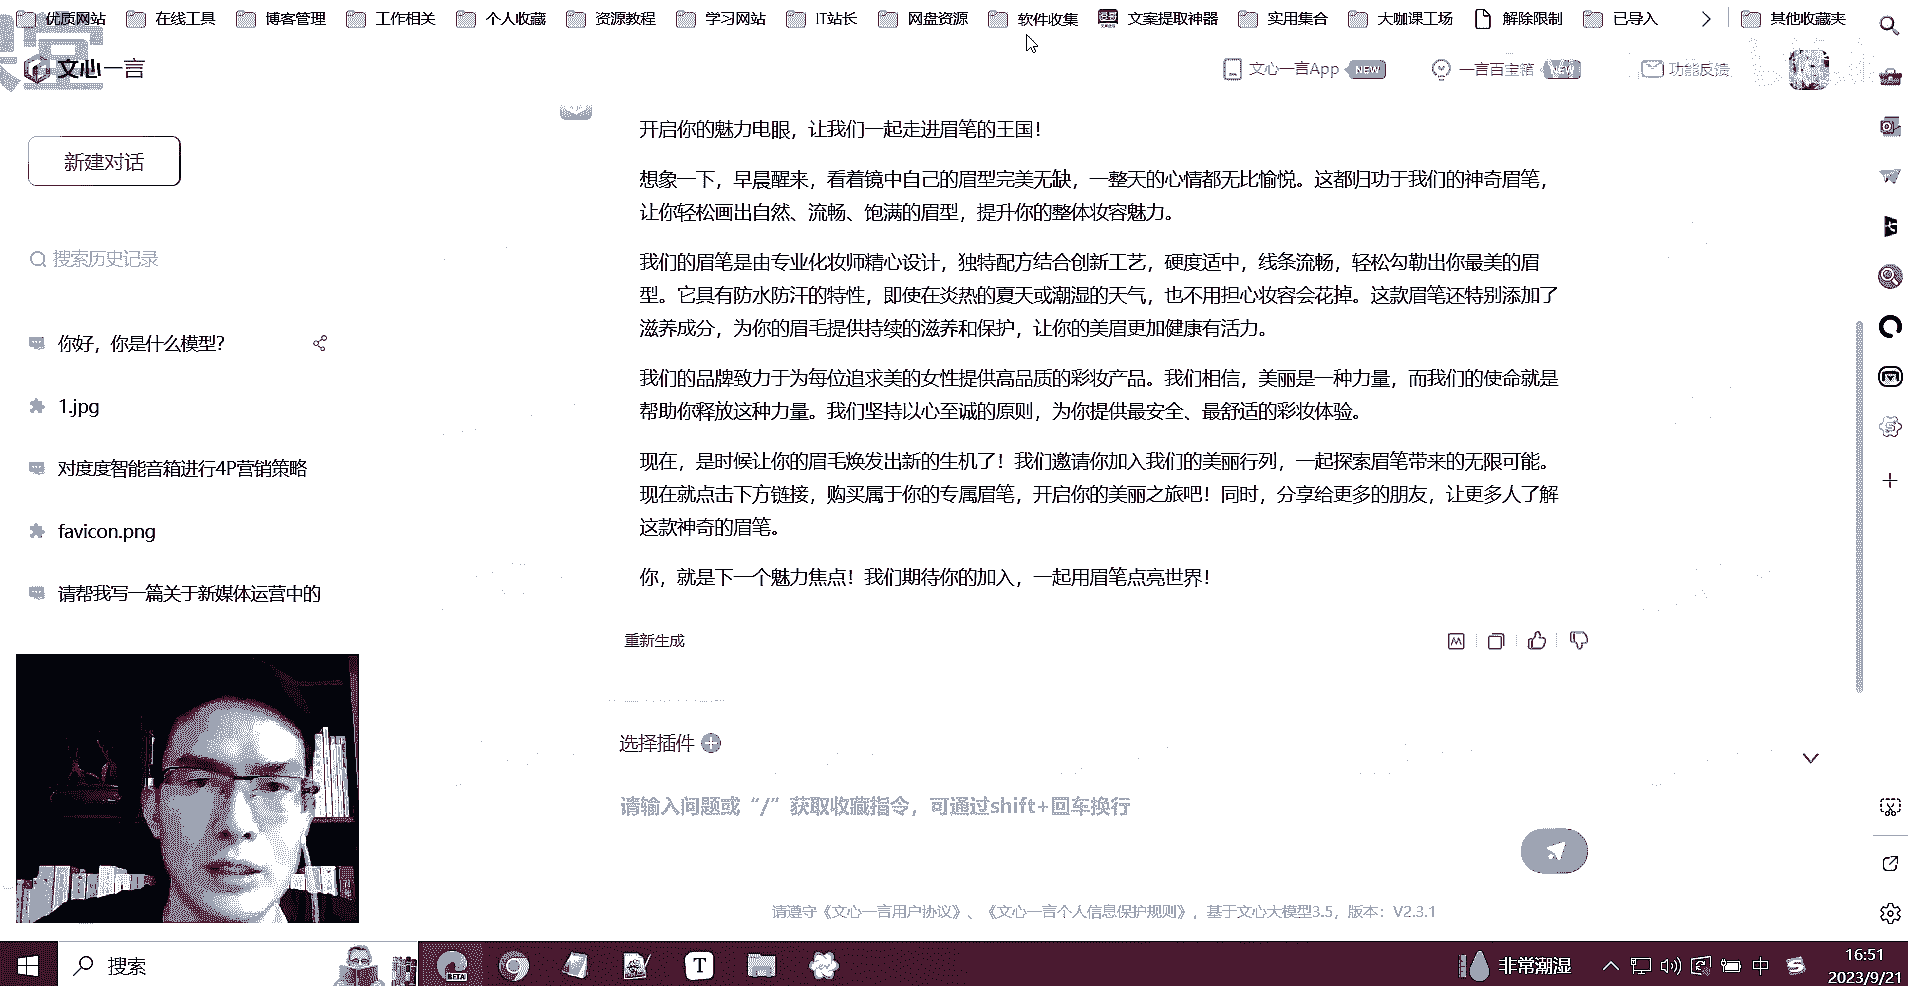 优质网站 在线工具 博客管理 工作相关 个人收藏 资源教程 学习网站 IT站长 网盘资源 软件收集 文案提取神器 实用集合 大咖课工场 解除限制 已导入 其他收藏夹
课堂
文心一言
文心一言App NEW 一言百宝箱 NEW 功能反馈
新建对话
搜索历史记录
你好，你是什么模型？
1.jpg
对度度智能音箱进行4P营销策略
favicon.png
请帮我写一篇关于新媒体运营中的
开启你的魅力电眼，让我们一起走进眉笔的王国！
想象一下，早晨醒来，看着镜中自己的眉型完美无缺，一整天的心情都无比愉悦。这都归功于我们的神奇眉笔，
让你轻松画出自然、流畅、饱满的眉型，提升你的整体妆容魅力。
我们的眉笔是由专业化妆师精心设计，独特配方结合创新工艺，硬度适中，线条流畅，轻松勾勒出你最美的眉
型。它具有防水防汗的特性，即使在炎热的夏天或潮湿的天气，也不用担心妆容会花掉。这款眉笔还特别添加了
滋养成分，为你的眉毛提供持续的滋养和保护，让你的美眉更加健康有活力。
我们的品牌致力于为每位追求美的女性提供高品质的彩妆产品。我们相信，美丽是一种力量，而我们的使命就是
帮助你释放这种力量。我们坚持以心至诚的原则，为你提供最安全、最舒适的彩妆体验。
现在，是时候让你的眉毛焕发出新的生机了！我们邀请你加入我们的美丽行列，一起探索眉笔带来的无限可能。
现在就点击下方链接，购买属于你的专属眉笔，开启你的美丽之旅吧！同时，分享给更多的朋友，让更多人了解
这款神奇的眉笔。
你，就是下一个魅力焦点！我们期待你的加入，一起用眉笔点亮世界！
重新生成
选择插件
请输入问题或“/”获取收藏指令，可通过shift+回车换行
请遵守《文心一言用户协议》、《文心一言个人信息保护规则》，基于文心大模型3.5，版本：V2.3.1
搜索
BETA
T
非常潮湿
中
16:51
2023/9/21